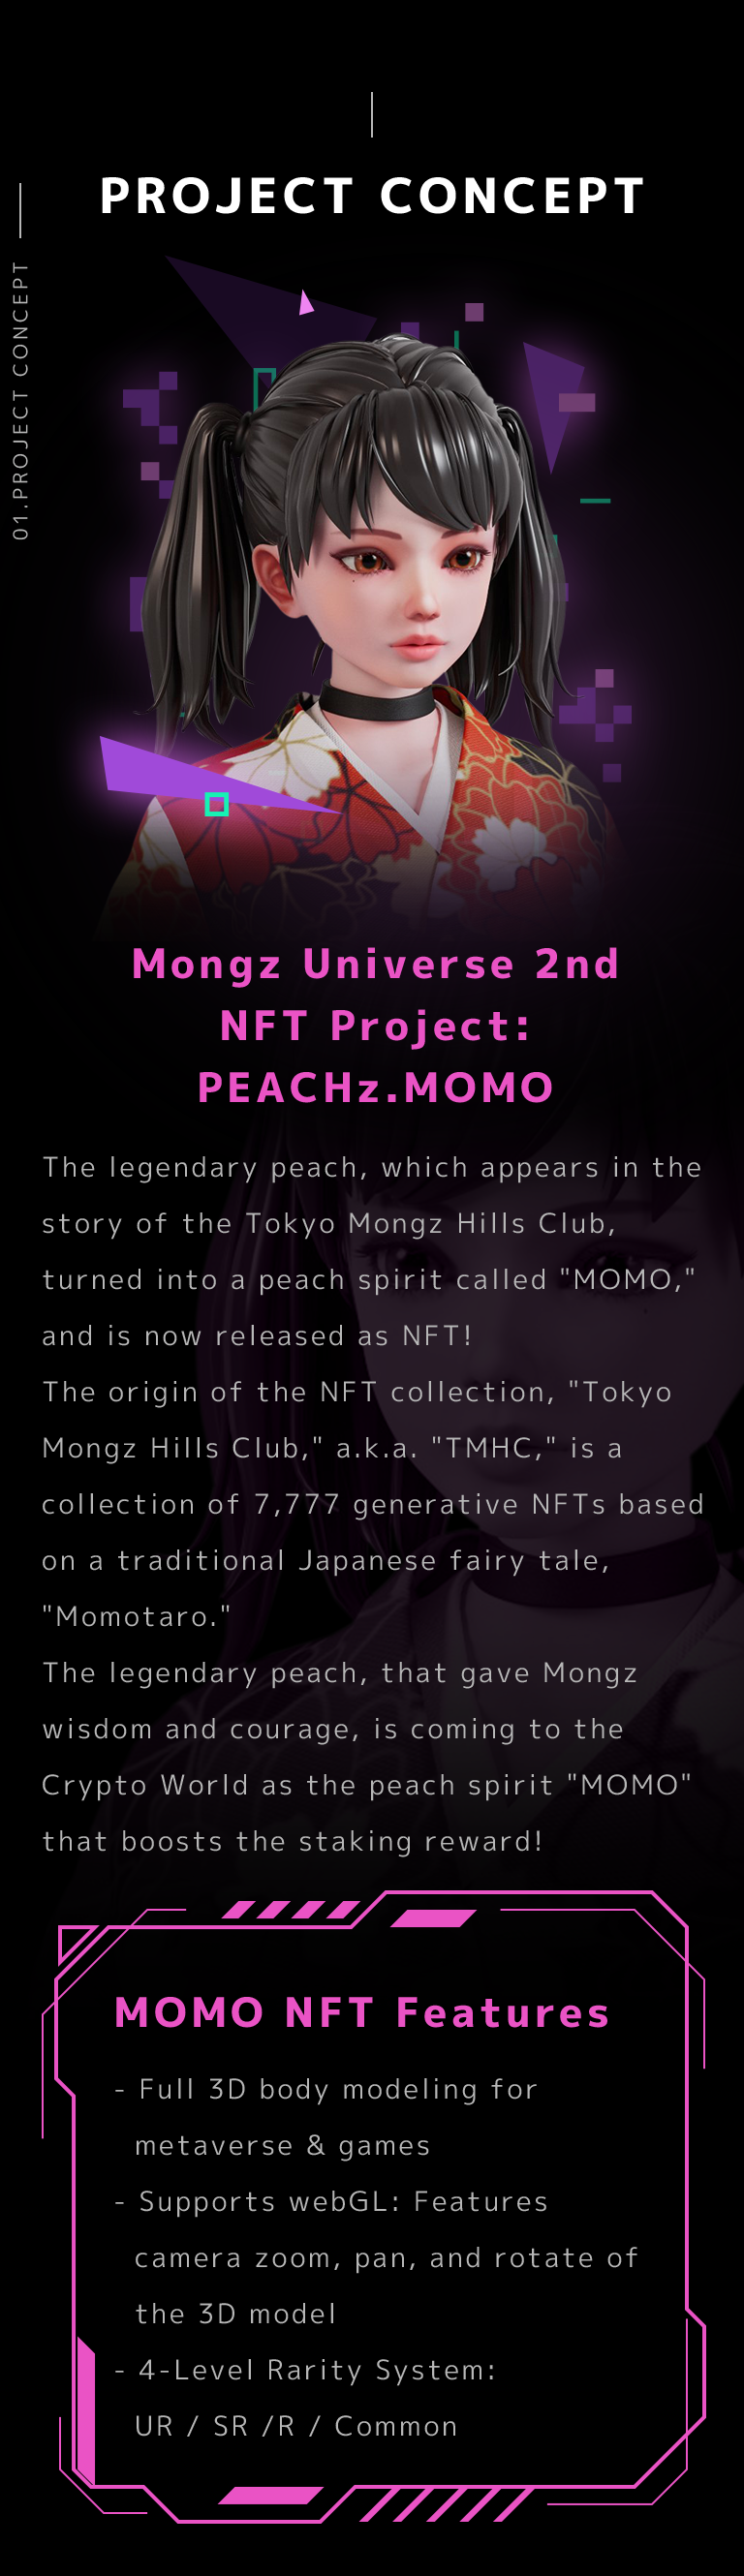 PROJECT CONCEPT
01.PROJECT CONCEPT
Mongz Universe 2nd
NFT Project:
PEACHz.MOMO
The legendary peach, which appears in the
story of the Tokyo Mongz Hills Club,
turned into a peach spirit called "MOMO,"
and is now released as NFT!
The origin of the NFT collection, "Tokyo
Mongz Hills Club," a.k.a. "TMHC," is a
collection of 7,777 generative NFTs based
on a traditional Japanese fairy tale,
"Momotaro."
The legendary peach, that gave Mongz
wisdom and courage, is coming to the
Crypto World as the peach spirit "MOMO"
that boosts the staking reward!
MOMO NFT Features
- Full 3D body modeling for
metaverse & games
- Supports webGL: Features
camera zoom, pan, and rotate of
the 3D model
- 4-Level Rarity System:
UR / SR /R / Common